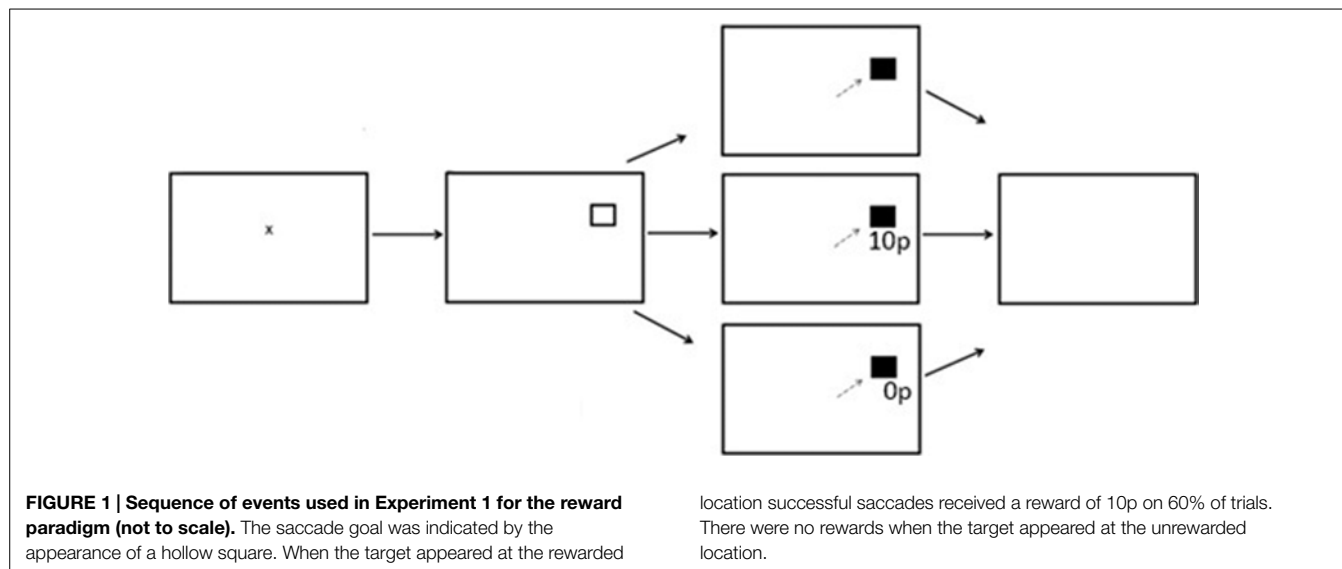 x
10p
0p
FIGURE 1 | Sequence of events used in Experiment 1 for the reward
paradigm (not to scale). The saccade goal was indicated by the
appearance of a hollow square. When the target appeared at the rewarded
location successful saccades received a reward of 10p on 60% of trials.
There were no rewards when the target appeared at the unrewarded
location.